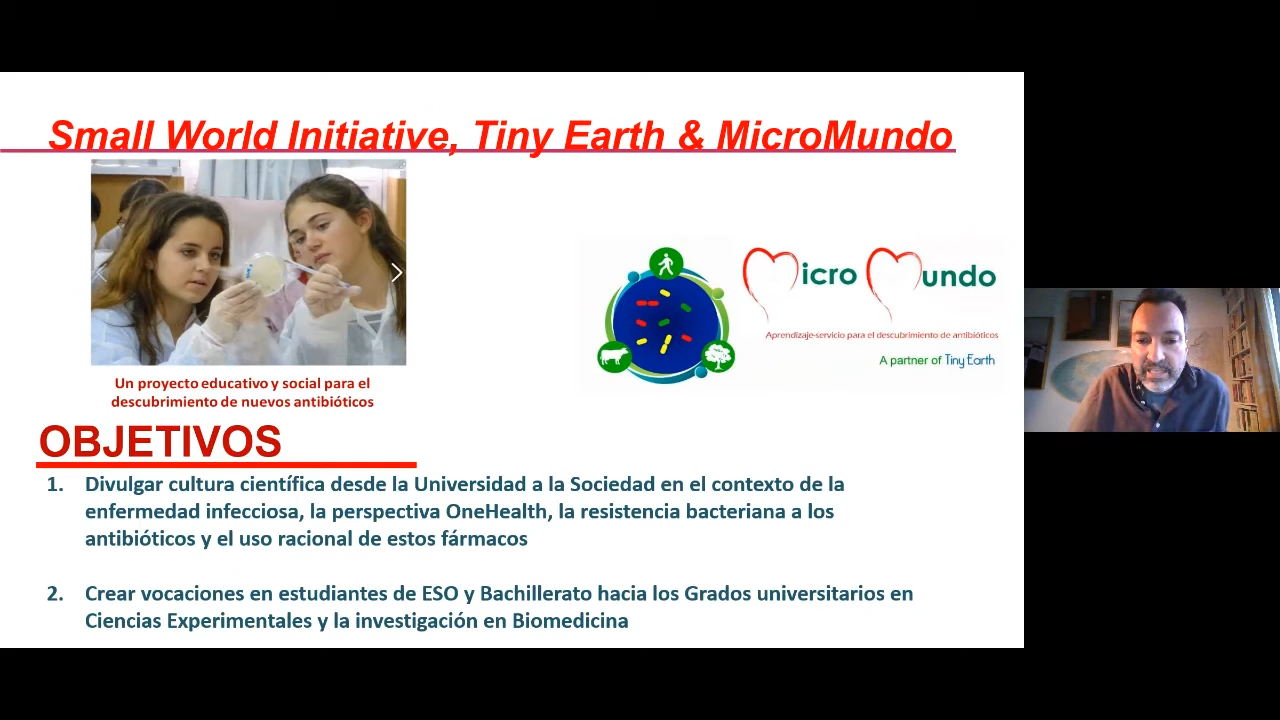 Small World Initiative, Tiny Earth & MicroMundo
Un proyecto educativo y social para el
descubrimiento de nuevos antibióticos
Micro Mundo
Aprendizaje-servicio para el descubrimiento de antibióticos
A partner of Tiny Earth
OBJETIVOS
1. Divulgar cultura científica desde la Universidad a la Sociedad en el contexto de la
enfermedad infecciosa, la perspectiva OneHealth, la resistencia bacteriana a los
antibióticos y el uso racional de estos fármacos
2. Crear vocaciones en estudiantes de ESO y Bachillerato hacia los Grados universitarios en
Ciencias Experimentales y la investigación en Biomedicina